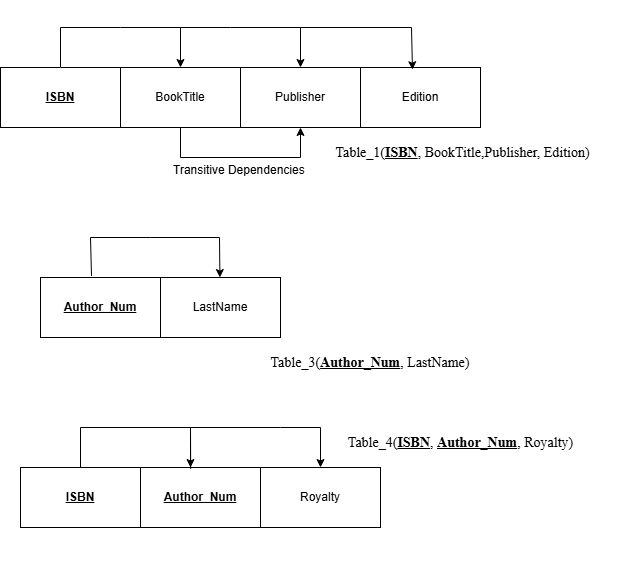 ISBN BookTitle Publisher Edition
Transitive Dependencies
Table_1(ISBN, BookTitle,Publisher, Edition)
Author_Num LastName
Table_3(Author_Num, LastName)
Table_4(ISBN, Author_Num, Royalty)
ISBN Author_Num Royalty